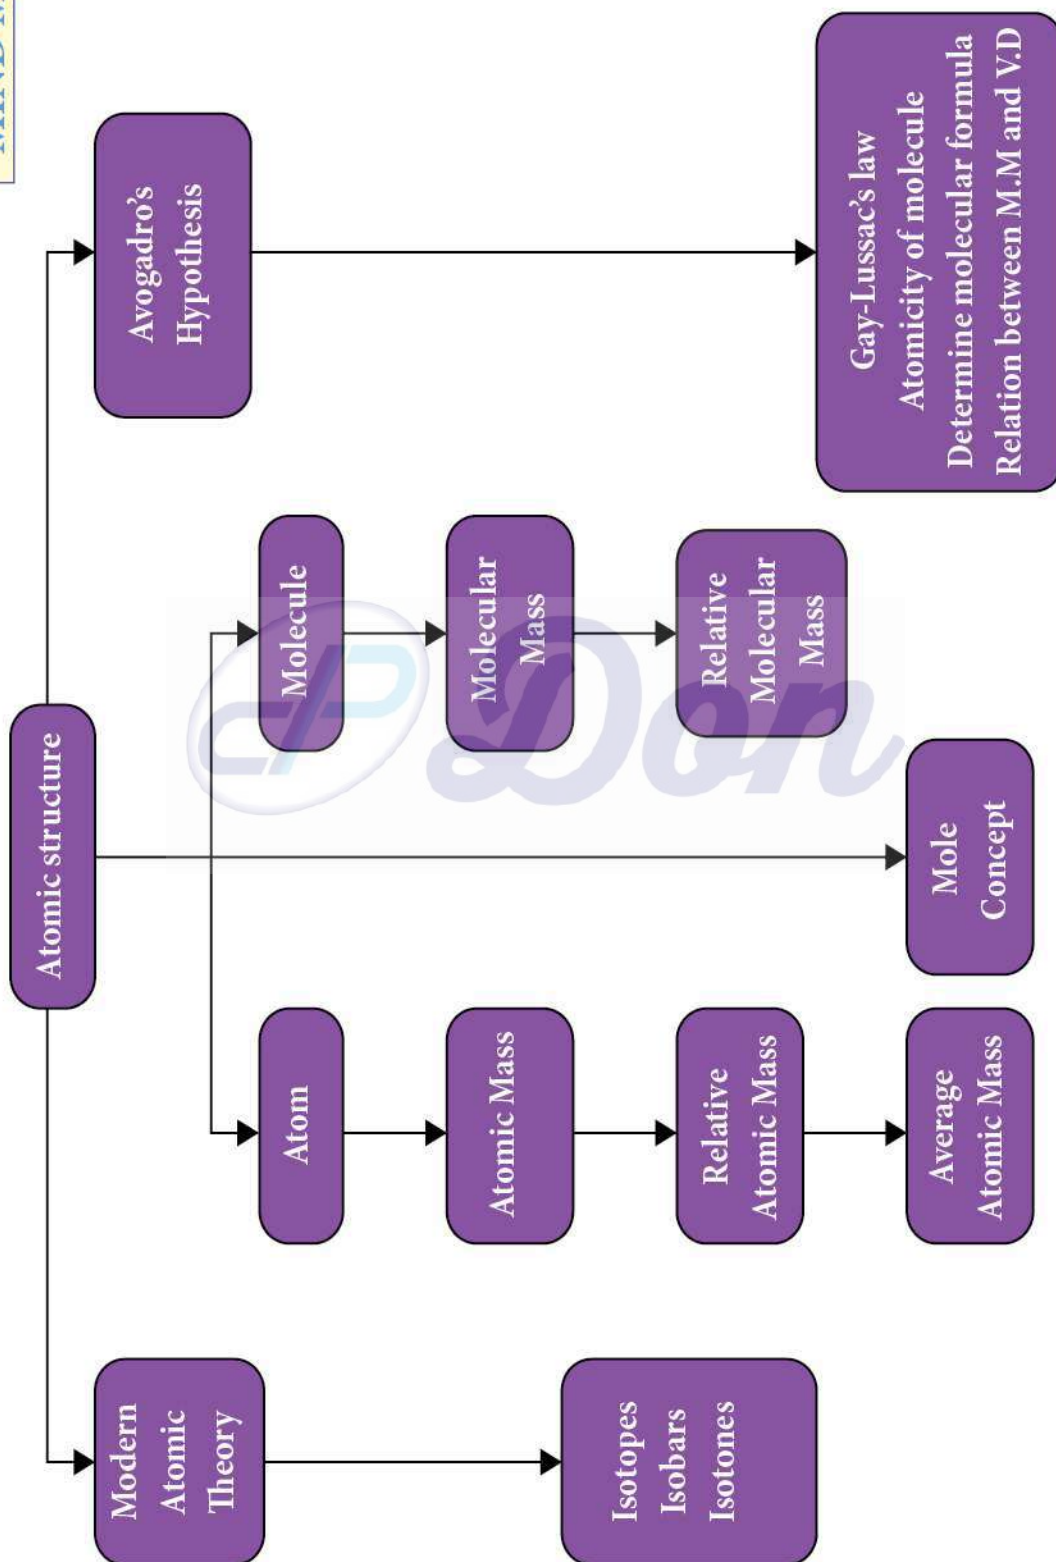 Atomic structure
Modern
Atomic
Theory
Isotopes
Isobars
Isotones
Atom
Atomic Mass
Relative
Atomic Mass
Average
Atomic Mass
Mole
Concept
Molecule
Molecular
Mass
Relative
Molecular
Mass
Avogadro’s
Hypothesis
Gay-Lussac’s law
Atomicity of molecule
Determine molecular formula
Relation between M.M and V.D
Don